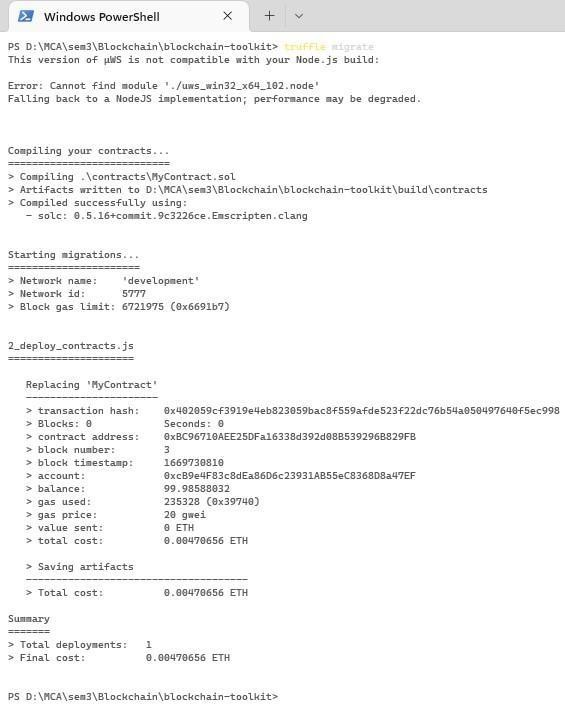 Windows PowerShell
PS D:\MCA\sem3\Blockchain\blockchain-toolkit> truffle migrate
This version of µWS is not compatible with your Node.js build:
Error: Cannot find module './uws_win32_x64_102.node'
Falling back to a NodeJS implementation; performance may be degraded.
Compiling your contracts...
===========================
> Compiling .\contracts\MyContract.sol
> Artifacts written to D:\MCA\sem3\Blockchain\blockchain-toolkit\build\contracts
> Compiled successfully using:
- solc: 0.5.16+commit.9c3226ce.Emscripten.clang
Starting migrations...
======================
> Network name: 'development'
> Network id: 5777
> Block gas limit: 6721975 (0x6691b7)
2_deploy_contracts.js
=====================
Replacing 'MyContract'
----------------------
> transaction hash: 0x402059cf3919e4eb823059bac8f559afde523f22dc76b54a050497640f5ec998
> Blocks: 0 Seconds: 0
> contract address: 0xBC96710AEE25DFa16338d392d08B539296B829FB
> block number: 3
> block timestamp: 1669730810
> account: 0xcB9e4F83c8dEa86D6c23931AB55eC8368D8a47EF
> balance: 99.98588032
> gas used: 235328 (0x39740)
> gas price: 20 gwei
> value sent: 0 ETH
> total cost: 0.00470656 ETH
> Saving artifacts
-------------------------------------
> Total cost: 0.00470656 ETH
Summary
=======
> Total deployments: 1
> Final cost: 0.00470656 ETH
PS D:\MCA\sem3\Blockchain\blockchain-toolkit>